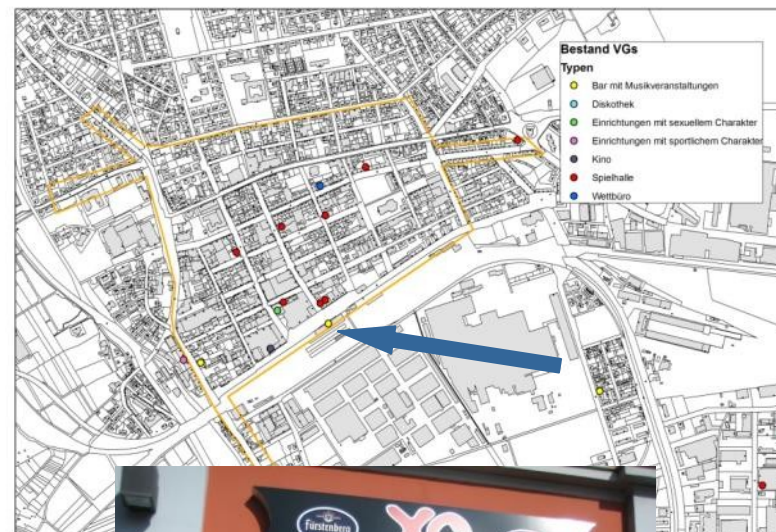 Bestand VGs
Typen
Bar mit Musikveranstaltungen
Diskothek
Einrichtungen mit sexuellem Charakter
Einrichtungen mit sportlichem Charakter
Kino
Spielhalle
Wettbüro
Fürstenberg